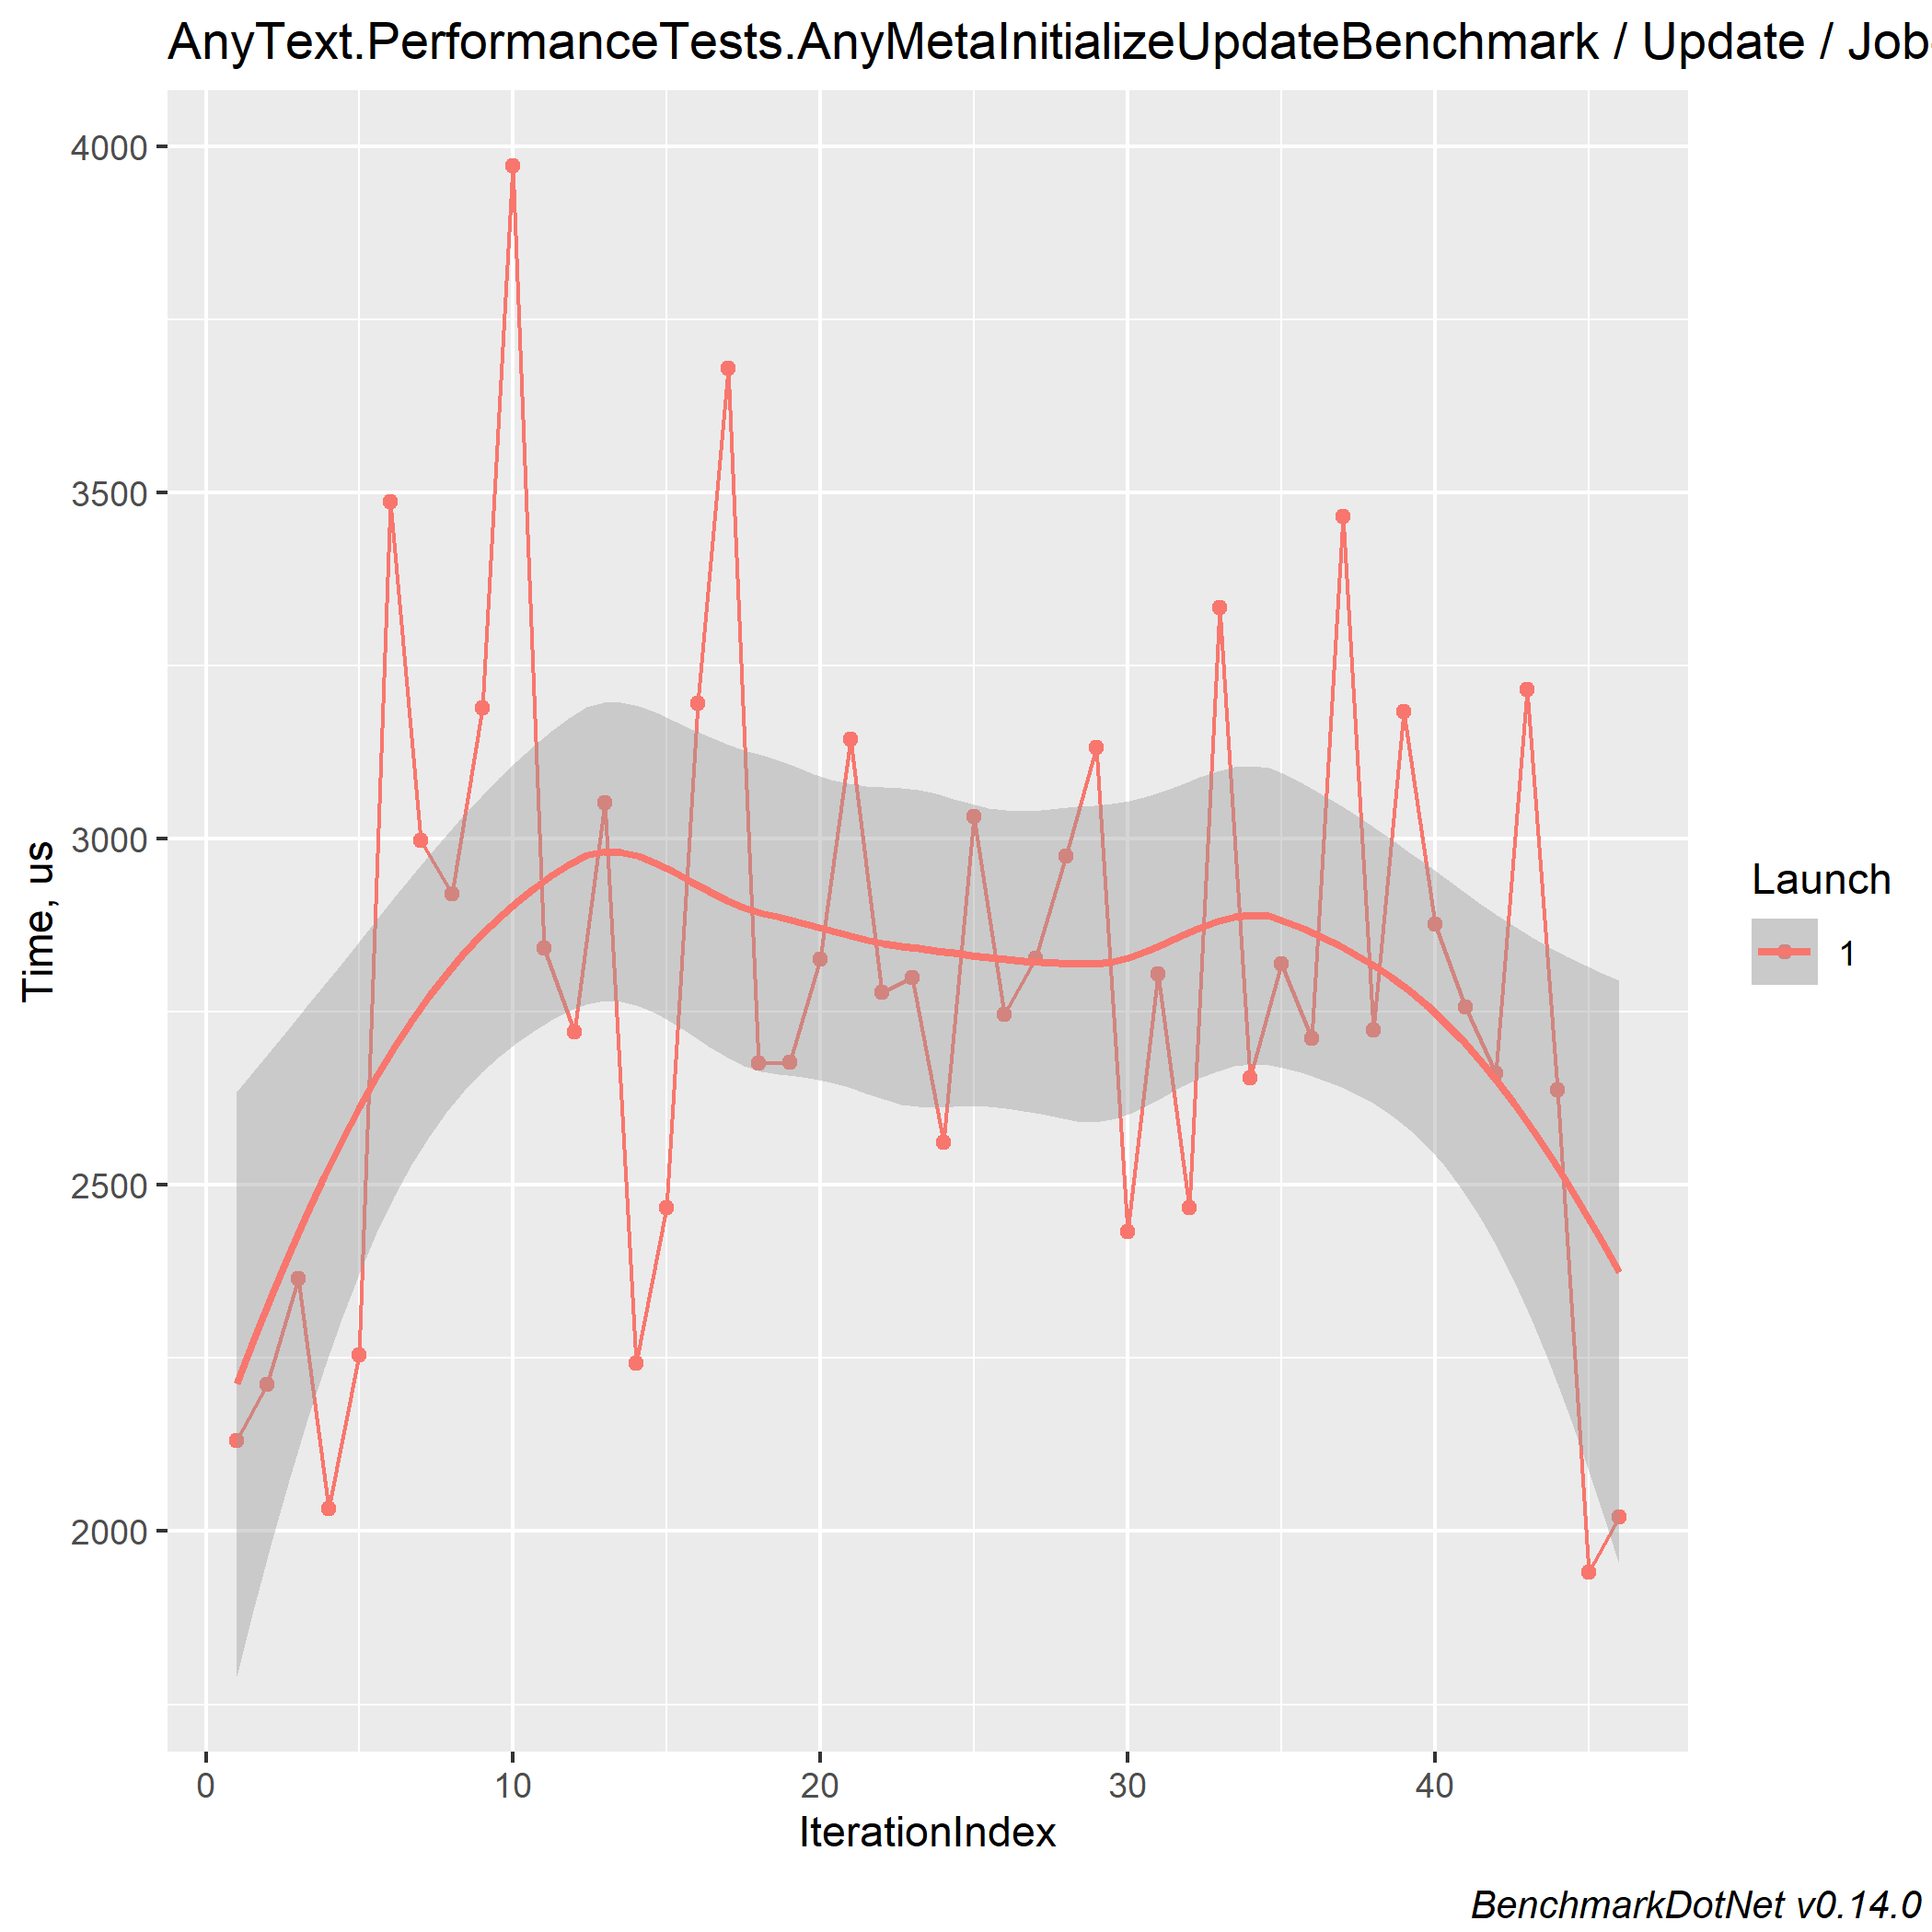 AnyText.PerformanceTests.AnyMetaInitializeUpdateBenchmark / Update / Job
4000
3500
3000
2500
2000
Time, us
0 10 20 30 40
IterationIndex
Launch
1
BenchmarkDotNet v0.14.0